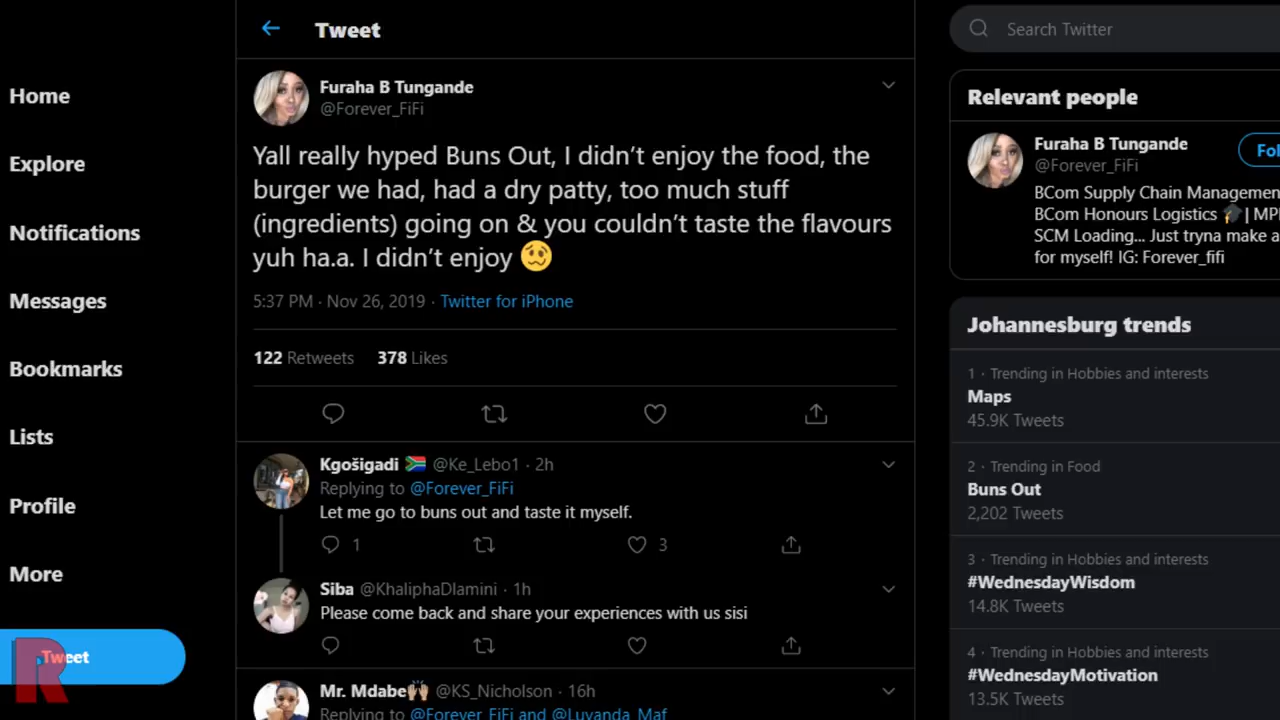 Tweet
Search Twitter
Home
Explore
Notifications
Messages
Bookmarks
Lists
Profile
More
Tweet
R
Furaha B Tungande
@Forever_FiFi
Yall really hyped Buns Out, I didn’t enjoy the food, the
burger we had, had a dry patty, too much stuff
(ingredients) going on & you couldn’t taste the flavours
yuh ha.a. I didn’t enjoy 🥴
5:37 PM · Nov 26, 2019 · Twitter for iPhone
122 Retweets 378 Likes
Kgošigadi 🇿🇦 @Ke_Lebo1 · 2h
Replying to @Forever_FiFi
Let me go to buns out and taste it myself.
1 3
Siba @KhaliphaDlamini · 1h
Please come back and share your experiences with us sisi
Mr. Mdabe🙌🏽 @KS_Nicholson · 16h
Replying to @Forever_FiFi and @Luyanda_Maf
Relevant people
Furaha B Tungande
@Forever_FiFi
Fol
BCom Supply Chain Managemen
BCom Honours Logistics 🎓| MP
SCM Loading... Just tryna make a
for myself! IG: Forever_fifi
Johannesburg trends
1 · Trending in Hobbies and interests
Maps
45.9K Tweets
2 · Trending in Food
Buns Out
2,202 Tweets
3 · Trending in Hobbies and interests
#WednesdayWisdom
14.8K Tweets
4 · Trending in Hobbies and interests
#WednesdayMotivation
13.5K Tweets